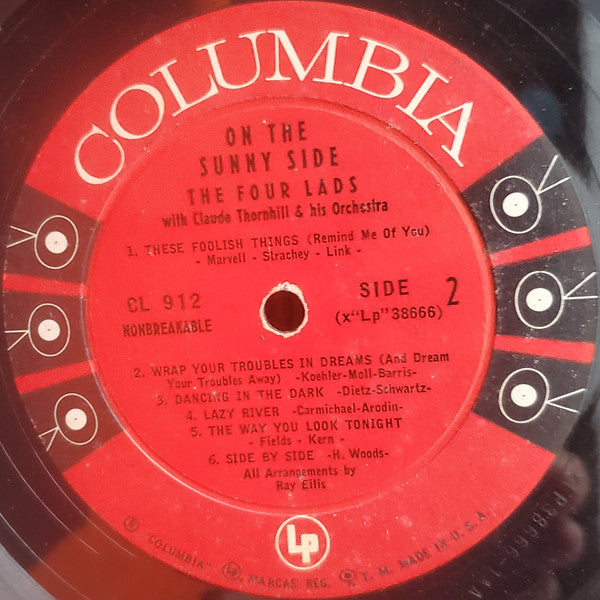 COLUMBIA
ON THE
SUNNY SIDE
THE FOUR LADS
with Claude Thornhill & his Orchestra
1. THESE FOOLISH THINGS (Remind Me Of You)
- Marvell - Strachey - Link -
CL 912
NONBREAKABLE
SIDE 2
(x"Lp"38666)
2. WRAP YOUR TROUBLES IN DREAMS (And Dream
Your Troubles Away) -Koehler-Moll-Barris-
3. DANCING IN THE DARK -Dietz-Schwartz-
4. LAZY RIVER -Carmichael-Arodin-
5. THE WAY YOU LOOK TONIGHT
- Fields - Kern -
6. SIDE BY SIDE -H. Woods-
All Arrangements by
Ray Ellis
Lp
® "COLUMBIA", MARCAS REG. T. M. MADE IN U. S. A.